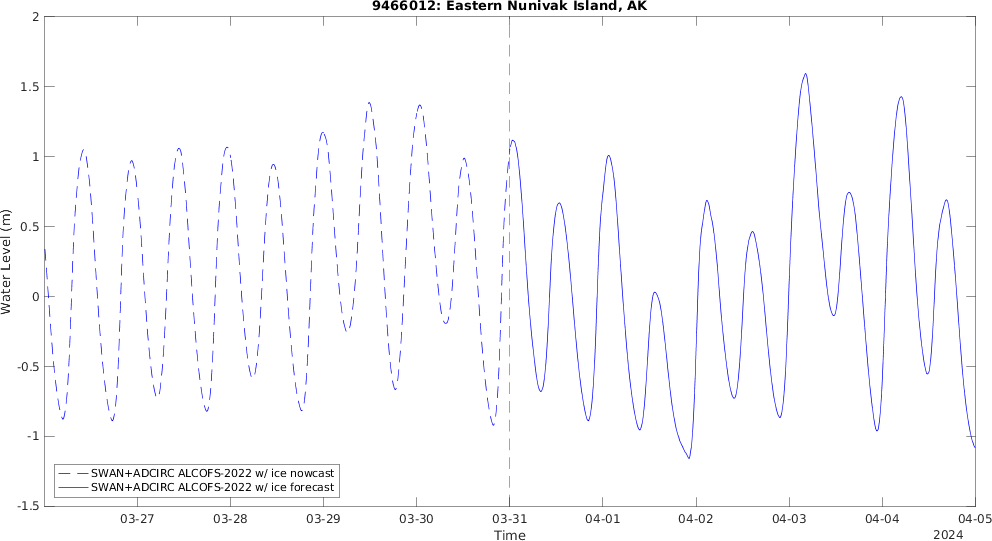 9466012: Eastern Nunivak Island, AK
2
1.5
1
0.5
0
-0.5
-1
-1.5
Water Level (m)
SWAN+ADCIRC ALCOFS-2022 w/ ice nowcast
SWAN+ADCIRC ALCOFS-2022 w/ ice forecast
03-27 03-28 03-29 03-30 03-31 04-01 04-02 04-03 04-04 04-05
Time
2024